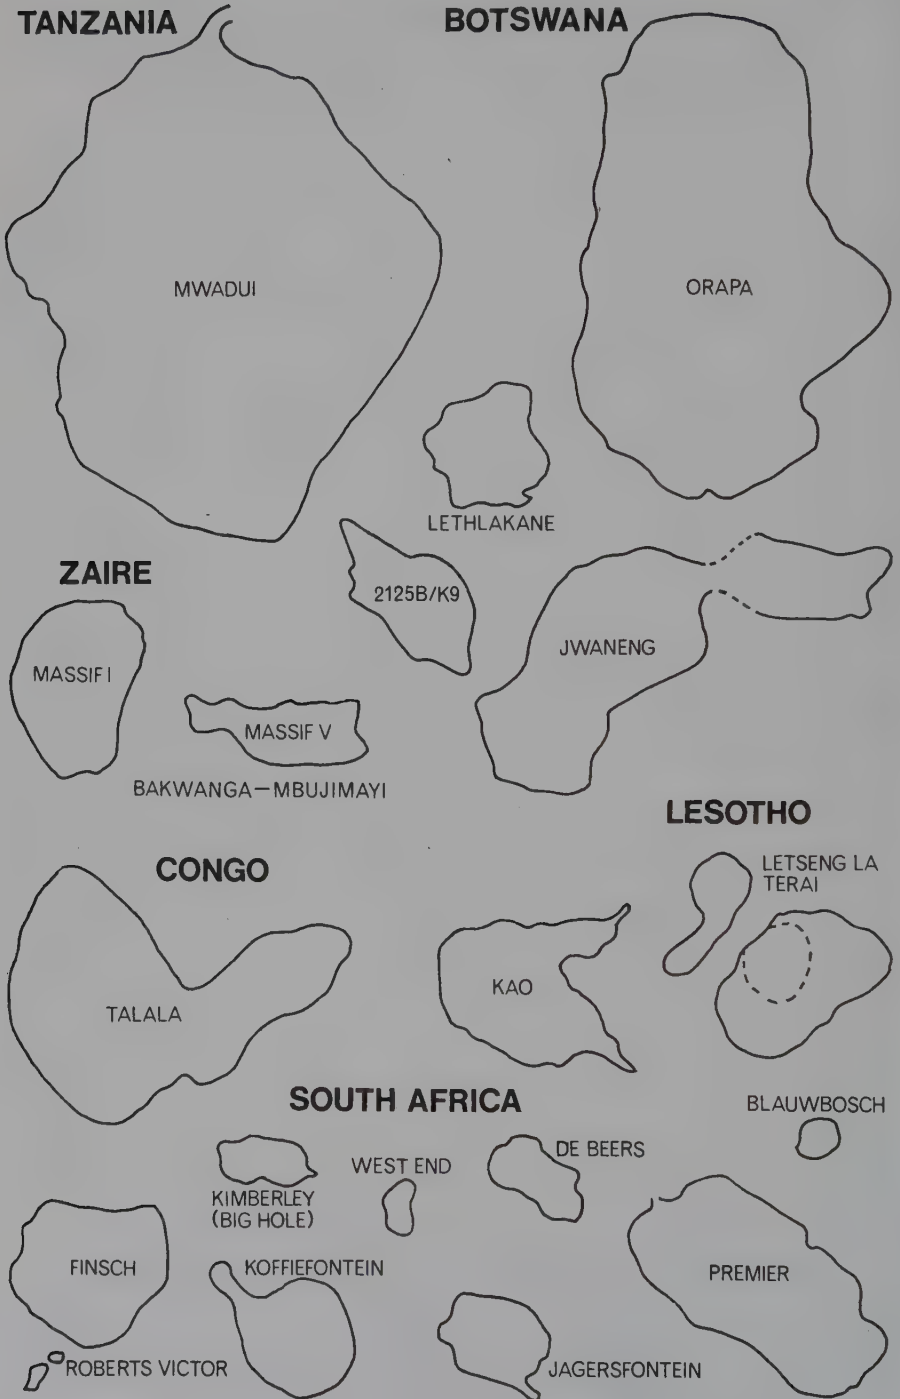 TANZANIA
BOTSWANA
MWADUI
ORAPA
LETHLAKANE
ZAIRE
2125B/K9
JWANENG
MASSIF I
MASSIF V
BAKWANGA—MBUJIMAYI
LESOTHO
CONGO
LETSENG LA
TERAI
KAO
TALALA
SOUTH AFRICA
BLAUWBOSCH
DE BEERS
WEST END
KIMBERLEY
(BIG HOLE)
FINSCH
KOFFIEFONTEIN
PREMIER
ROBERTS VICTOR
JAGERSFONTEIN